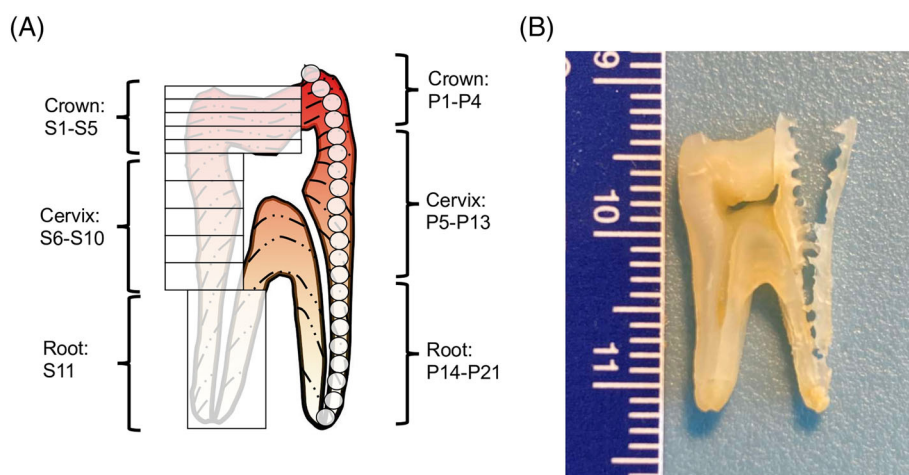 (A)
Crown:
S1-S5
Cervix:
S6-S10
Root:
S11
Crown:
P1-P4
Cervix:
P5-P13
Root:
P14-P21
(B)
9
10
11